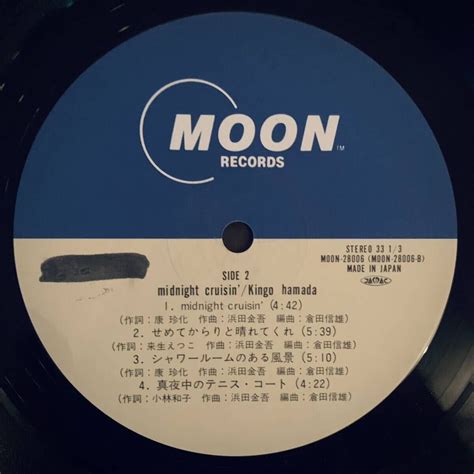 MOON
TM
RECORDS
STEREO 33 1/3
MOON-28006 (MOON-28006-B)
MADE IN JAPAN
JASRAC
SIDE 2
midnight cruisin'/Kingo hamada
1. midnight cruisin' (4:42)
(作詞:康 珍化 作曲:浜田金吾 編曲:倉田信雄)
2. せめてからりと晴れてくれ (5:39)
(作詞:来生えつこ 作曲:浜田金吾 編曲:倉田信雄)
3. シャワールームのある風景 (5:10)
(作詞:康 珍化 作曲:浜田金吾 編曲:倉田信雄)
4. 真夜中のテニス・コート (4:22)
(作詞:小林和子 作曲:浜田金吾 編曲:倉田信雄)